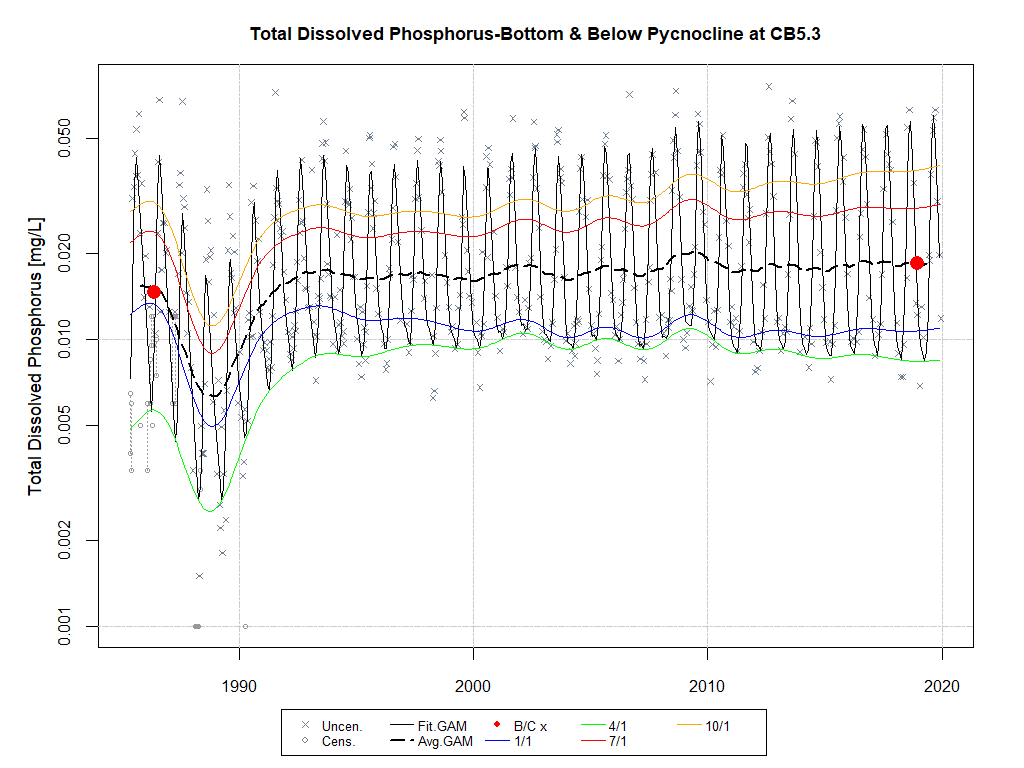 Total Dissolved Phosphorus-Bottom & Below Pycnocline at CB5.3
Total Dissolved Phosphorus [mg/L]
0.050
0.020
0.010
0.005
0.002
0.001
1990 2000 2010 2020
Uncen. Fit.GAM B/C x 4/1 10/1
Cens. Avg.GAM 1/1 7/1